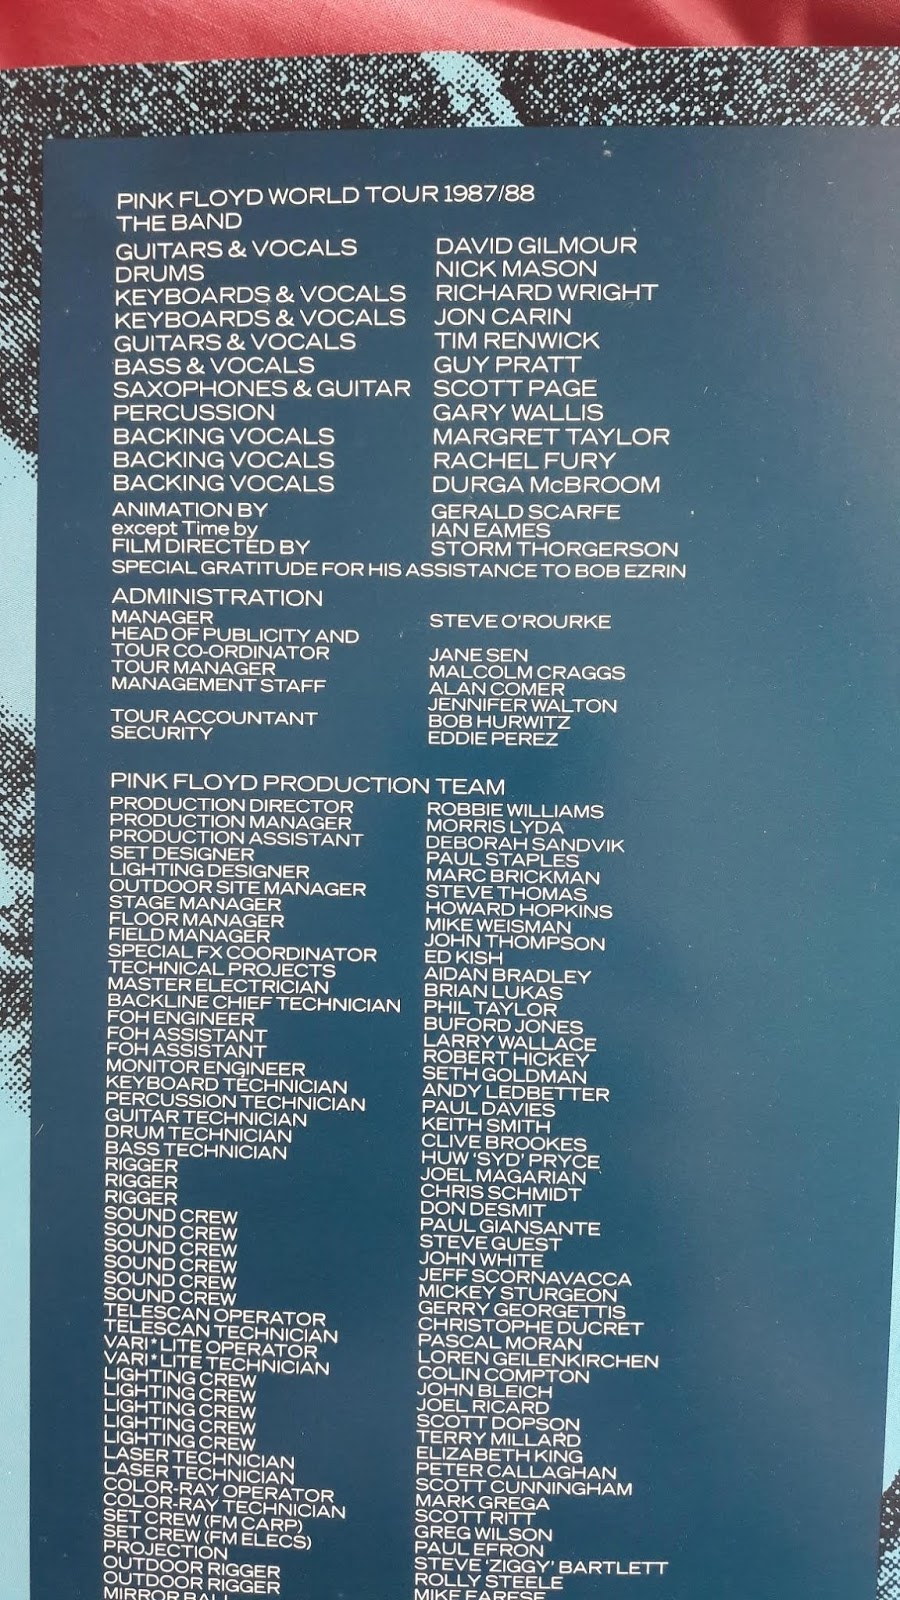 PINK FLOYD WORLD TOUR 1987/88
THE BAND
GUITARS & VOCALS DAVID GILMOUR
DRUMS NICK MASON
KEYBOARDS & VOCALS RICHARD WRIGHT
KEYBOARDS & VOCALS JON CARIN
GUITARS & VOCALS TIM RENWICK
BASS & VOCALS GUY PRATT
SAXOPHONES & GUITAR SCOTT PAGE
PERCUSSION GARY WALLIS
BACKING VOCALS MARGRET TAYLOR
BACKING VOCALS RACHEL FURY
BACKING VOCALS DURGA McBROOM
ANIMATION BY GERALD SCARFE
except Time by IAN EAMES
FILM DIRECTED BY STORM THORGERSON
SPECIAL GRATITUDE FOR HIS ASSISTANCE TO BOB EZRIN
ADMINISTRATION
MANAGER STEVE O'ROURKE
HEAD OF PUBLICITY AND
TOUR CO-ORDINATOR JANE SEN
TOUR MANAGER MALCOLM CRAGGS
MANAGEMENT STAFF ALAN COMER
JENNIFER WALTON
TOUR ACCOUNTANT BOB HURWITZ
SECURITY EDDIE PEREZ
PINK FLOYD PRODUCTION TEAM
PRODUCTION DIRECTOR ROBBIE WILLIAMS
PRODUCTION MANAGER MORRIS LYDA
PRODUCTION ASSISTANT DEBORAH SANDVIK
SET DESIGNER PAUL STAPLES
LIGHTING DESIGNER MARC BRICKMAN
OUTDOOR SITE MANAGER STEVE THOMAS
STAGE MANAGER HOWARD HOPKINS
FLOOR MANAGER MIKE WEISMAN
FIELD MANAGER JOHN THOMPSON
SPECIAL FX COORDINATOR ED KISH
TECHNICAL PROJECTS AIDAN BRADLEY
MASTER ELECTRICIAN BRIAN LUKAS
BACKLINE CHIEF TECHNICIAN PHIL TAYLOR
FOH ENGINEER BUFORD JONES
FOH ASSISTANT LARRY WALLACE
FOH ASSISTANT ROBERT HICKEY
MONITOR ENGINEER SETH GOLDMAN
KEYBOARD TECHNICIAN ANDY LEDBETTER
PERCUSSION TECHNICIAN PAUL DAVIES
GUITAR TECHNICIAN KEITH SMITH
DRUM TECHNICIAN CLIVE BROOKES
BASS TECHNICIAN HUW 'SYD' PRYCE
RIGGER JOEL MAGARIAN
RIGGER CHRIS SCHMIDT
RIGGER DON DESMIT
SOUND CREW PAUL GIANSANTE
SOUND CREW STEVE GUEST
SOUND CREW JOHN WHITE
SOUND CREW JEFF SCORNAVACCA
SOUND CREW MICKEY STURGEON
SOUND CREW GERRY GEORGETTIS
TELESCAN OPERATOR CHRISTOPHE DUCRET
TELESCAN TECHNICIAN PASCAL MORAN
VARI*LITE OPERATOR LOREN GEILENKIRCHEN
VARI*LITE TECHNICIAN COLIN COMPTON
LIGHTING CREW JOHN BLEICH
LIGHTING CREW JOEL RICARD
LIGHTING CREW SCOTT DOPSON
LIGHTING CREW TERRY MILLARD
LIGHTING CREW ELIZABETH KING
LASER TECHNICIAN PETER CALLAGHAN
LASER TECHNICIAN SCOTT CUNNINGHAM
COLOR-RAY OPERATOR MARK GREGA
COLOR-RAY TECHNICIAN SCOTT RITT
SET CREW (FM CARP) GREG WILSON
SET CREW (FM ELECS) PAUL EFRON
PROJECTION STEVE 'ZIGGY' BARTLETT
OUTDOOR RIGGER ROLLY STEELE
OUTDOOR RIGGER MIKE FARESE
MIRROR BALL